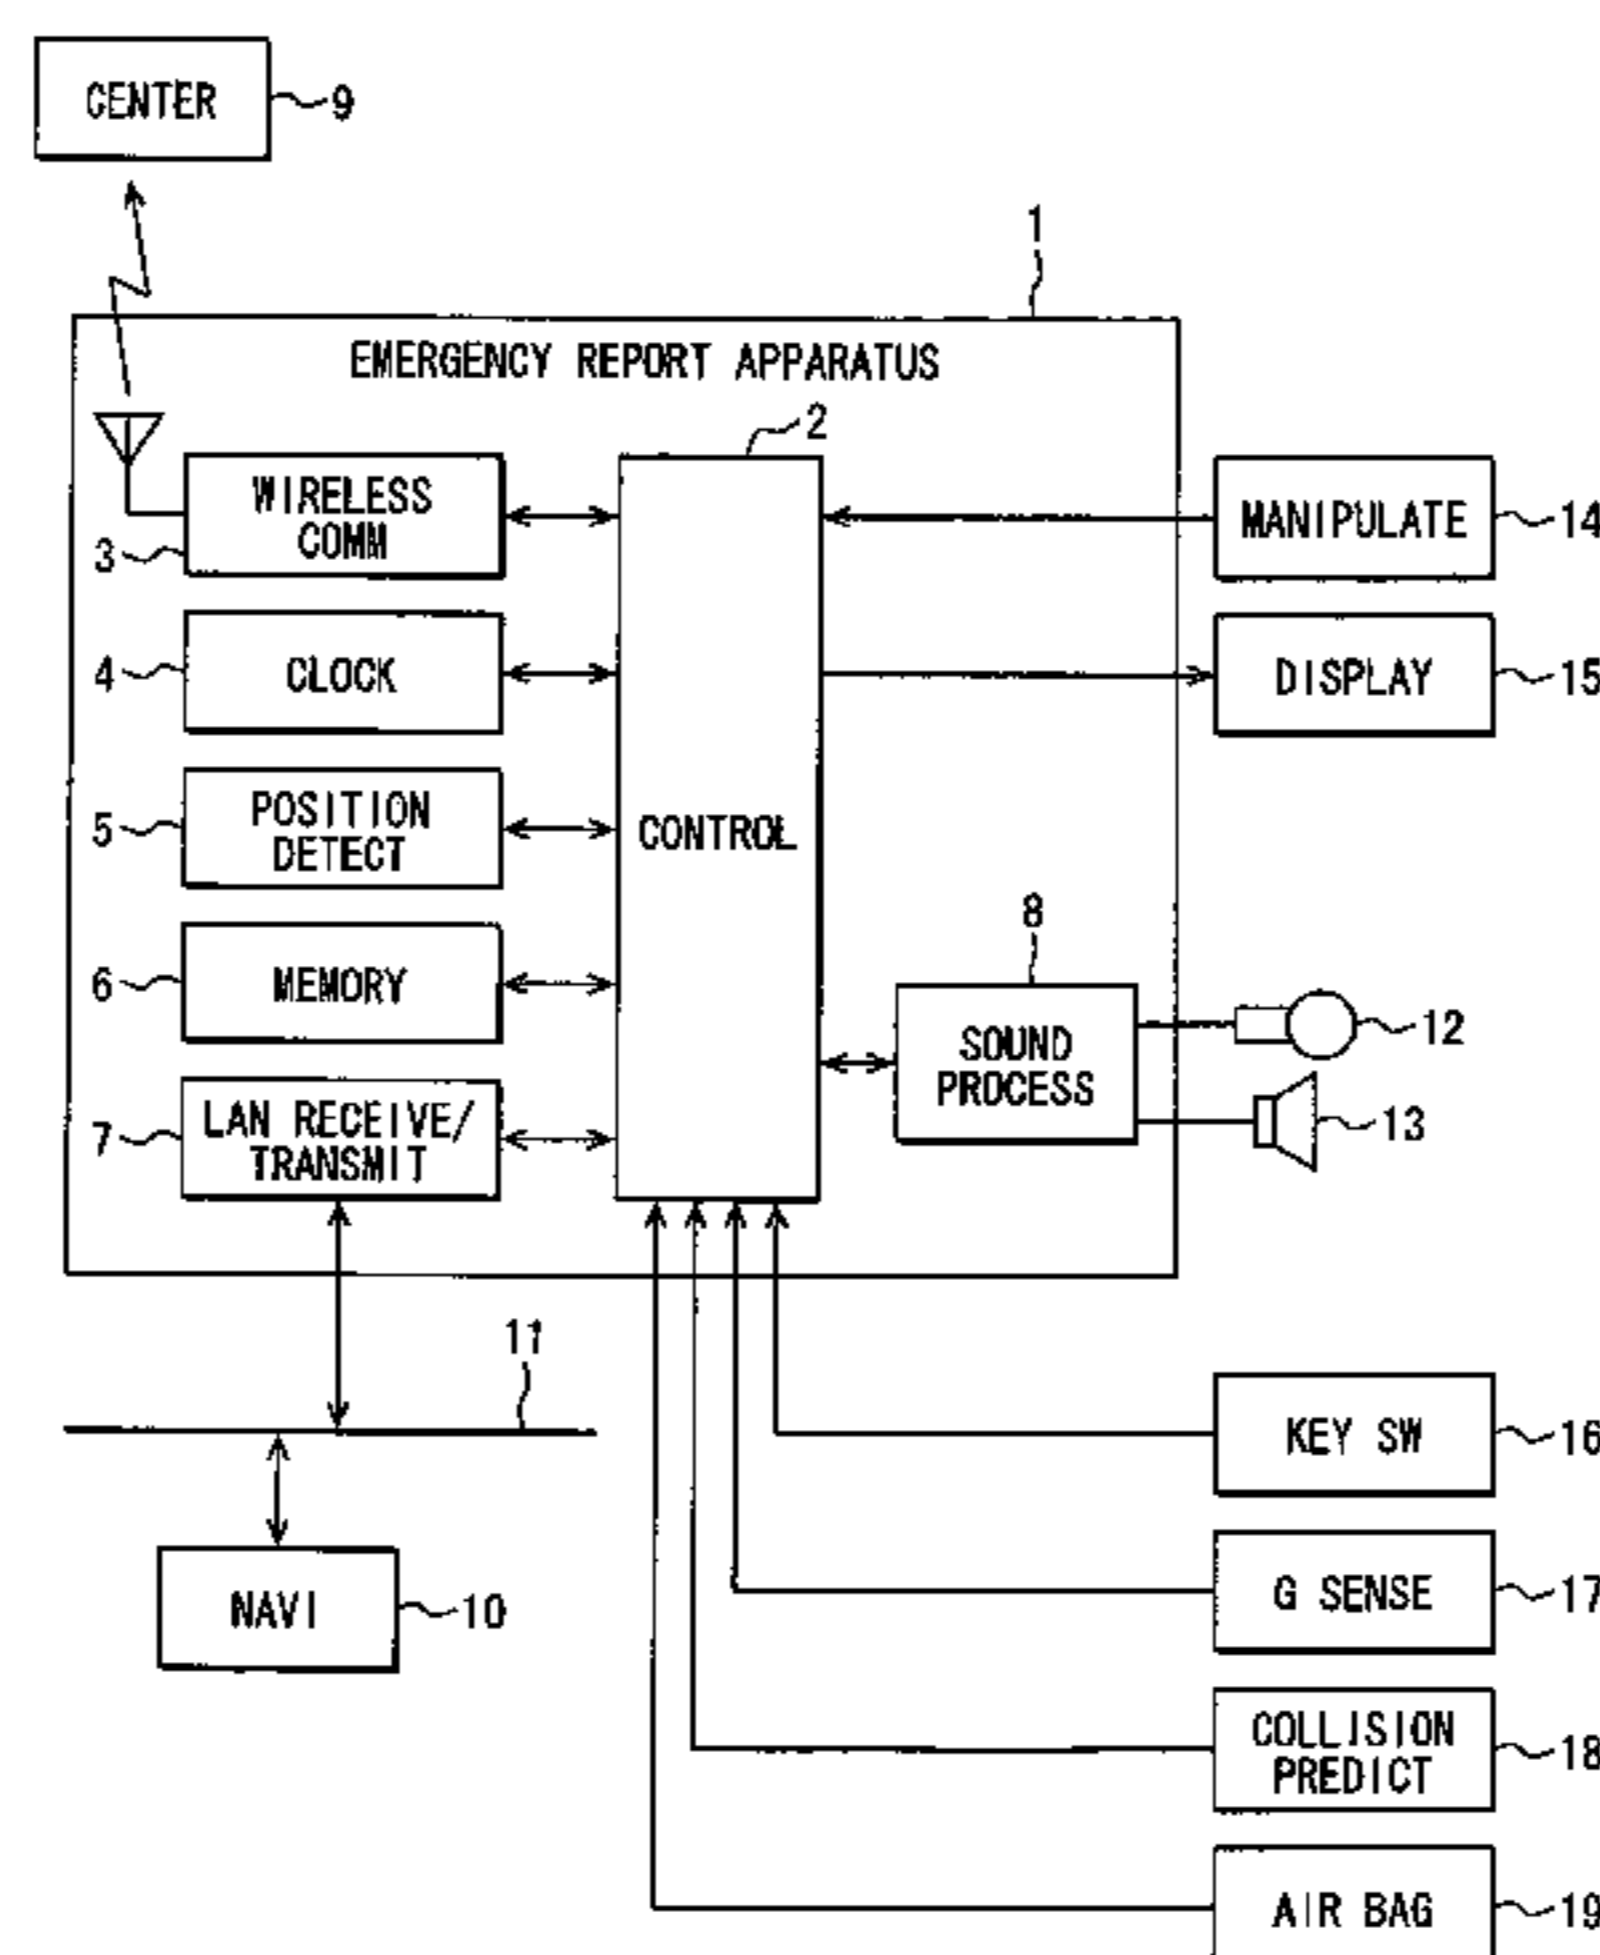 CENTER
9
1
EMERGENCY REPORT APPARATUS
2
WIRELESS
COMM
3
MANIPULATE
14
CLOCK
4
DISPLAY
15
POSITION
DETECT
5
CONTROL
8
MEMORY
6
SOUND
PROCESS
12
13
LAN RECEIVE/
TRANSMIT
7
11
KEY SW
16
NAVI
10
G SENSE
17
COLLISION
PREDICT
18
AIR BAG
19